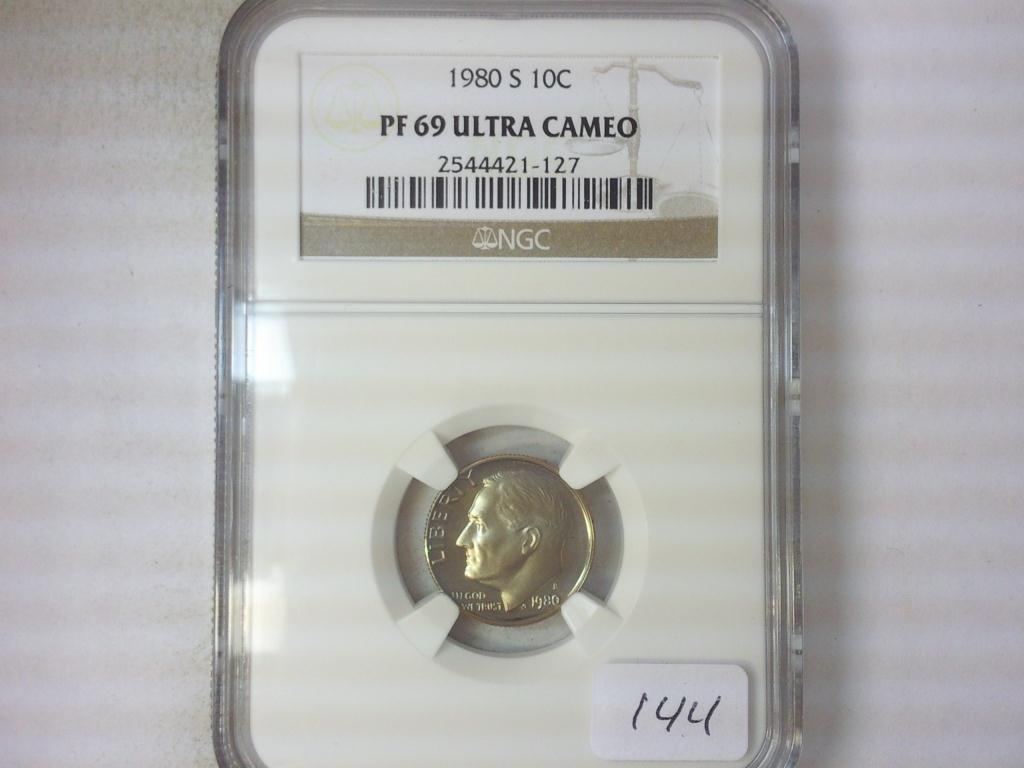 1980 S 10C
PF 69 ULTRA CAMEO
2544421-127
NGC
LIBERTY
IN GOD
WE TRUST
S 1980
144